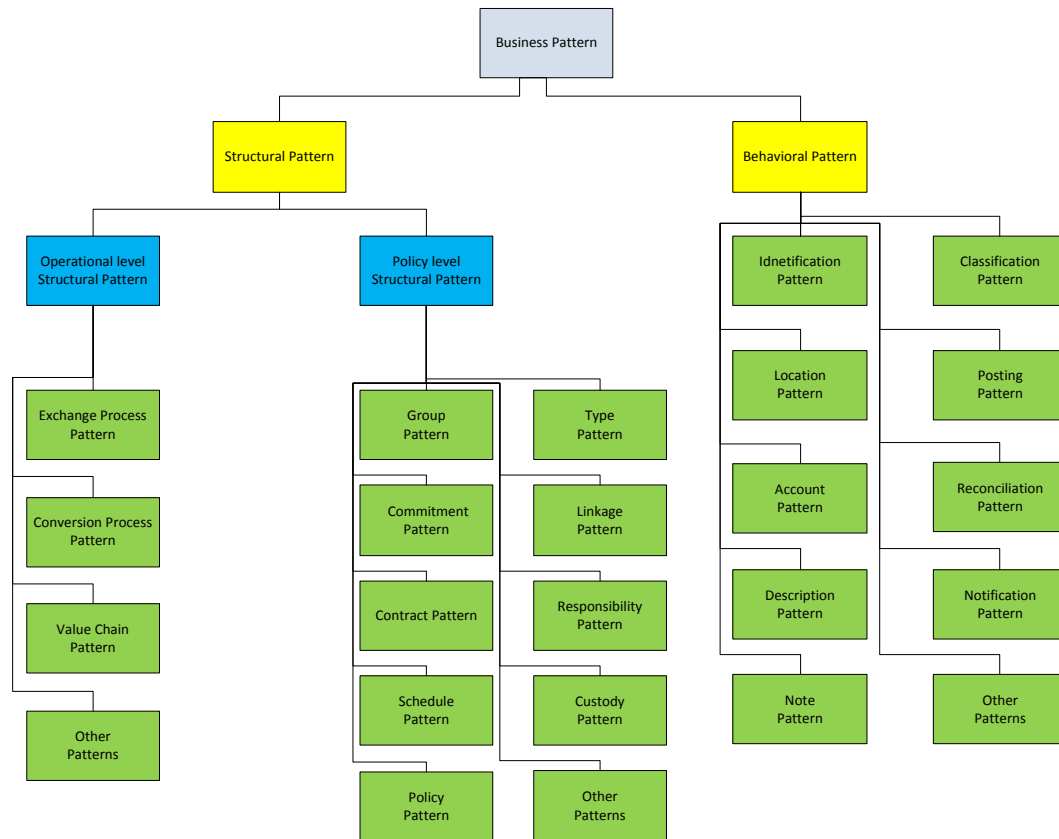 Business Pattern
Structural Pattern
Behavioral Pattern
Operational level
Structural Pattern
Policy level
Structural Pattern
Idnetification
Pattern
Classification
Pattern
Location
Pattern
Posting
Pattern
Exchange Process
Pattern
Group
Pattern
Type
Pattern
Account
Pattern
Reconciliation
Pattern
Conversion Process
Pattern
Commitment
Pattern
Linkage
Pattern
Description
Pattern
Notification
Pattern
Value Chain
Pattern
Contract Pattern
Responsibility
Pattern
Note
Pattern
Other
Patterns
Other
Patterns
Schedule
Pattern
Custody
Pattern
Policy
Pattern
Other
Patterns